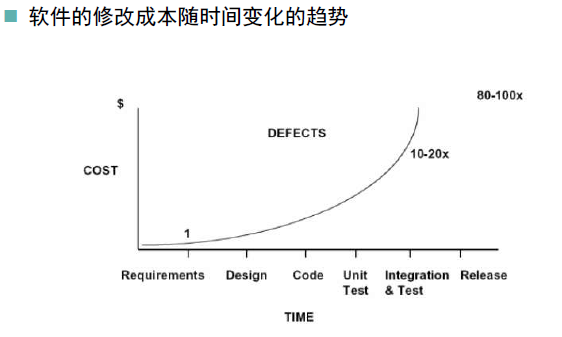 软件的修改成本随时间变化的趋势
80-100x
$
DEFECTS
10-20x
COST
1
Requirements Design Code Unit Integration Release
Test & Test
TIME